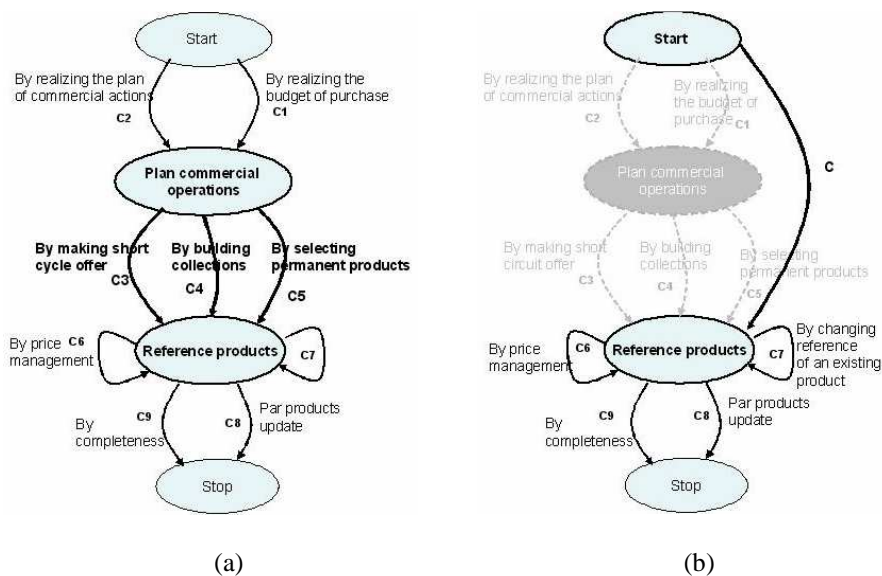 Start
By realizing the plan
of commercial actions
C2
By realizing the
budget of purchase
C1
Plan commercial
operations
By making short
cycle offer
C3
By building
collections
C4
By selecting
permanent products
C5
By price
management
C6
Reference products
C7
C9
By
completeness
C8
Par products
update
Stop
(a)
Start
By realizing the plan
of commercial actions
C2
By realizing
the budget of
purchase
C1
C
Plan commercial
operations
By making short
circuit offer
C3
By building
collections
C4
By selecting
permanent products
C5
By price
management
C6
Reference products
C7
By changing
reference
of an existing
product
C9
By
completeness
C8
Par products
update
Stop
(b)